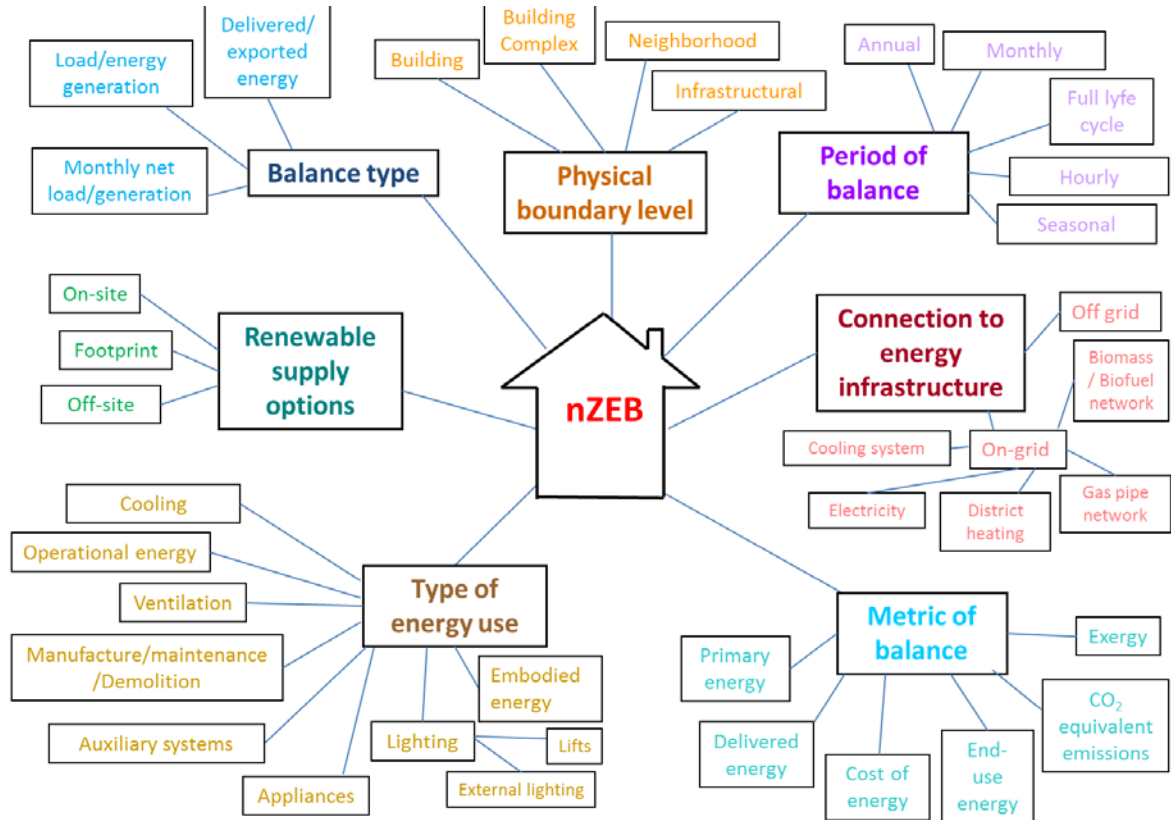 Delivered/
exported
energy
Load/energy
generation
Monthly net
load/generation
Balance type
Building
Building
Complex
Neighborhood
Infrastructural
Physical
boundary level
Annual
Monthly
Full lyfe
cycle
Hourly
Seasonal
Period of
balance
On-site
Footprint
Off-site
Renewable
supply
options
nZEB
Connection to
energy
infrastructure
Off grid
Biomass
/ Biofuel
network
On-grid
Cooling system
Electricity
District
heating
Gas pipe
network
Cooling
Operational energy
Ventilation
Manufacture/maintenance
/Demolition
Auxiliary systems
Appliances
Type of
energy use
Embodied
energy
Lighting
Lifts
External lighting
Metric of
balance
Primary
energy
Delivered
energy
Cost of
energy
End-
use
energy
CO₂
equivalent
emissions
Exergy